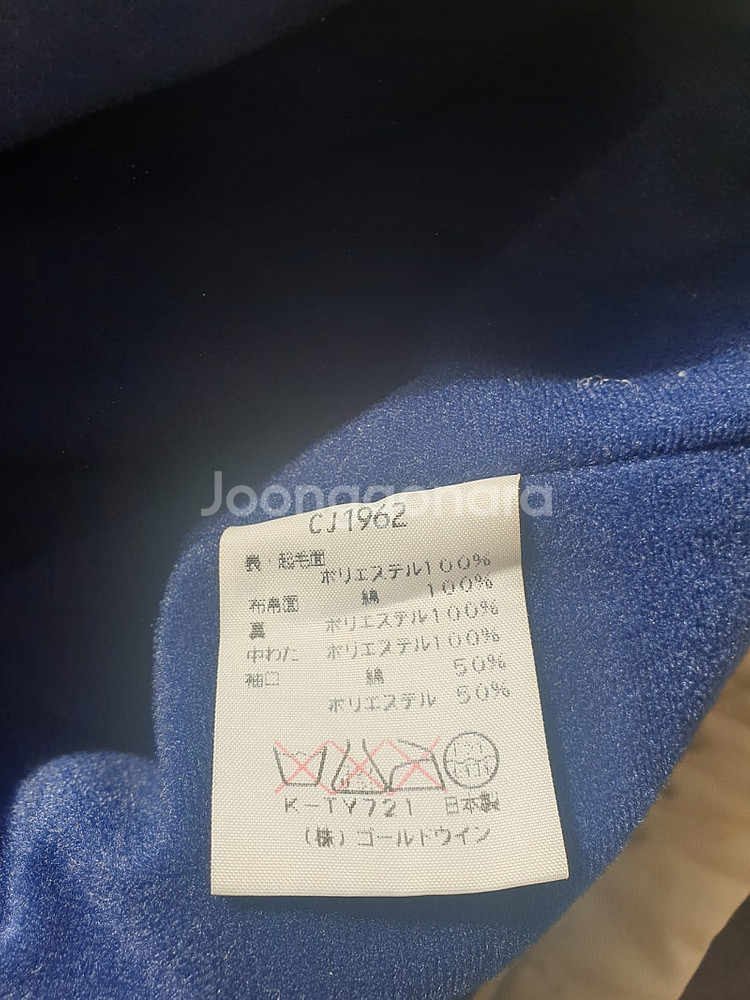 Joonggonara
CJ1962
表・起毛面 ポリエステル100%
布帛面 綿 100%
裏 ポリエステル100%
中わた ポリエステル100%
袖口 綿 50%
ポリエステル 50%
K-TY721 日本製
(株)ゴールドウイン